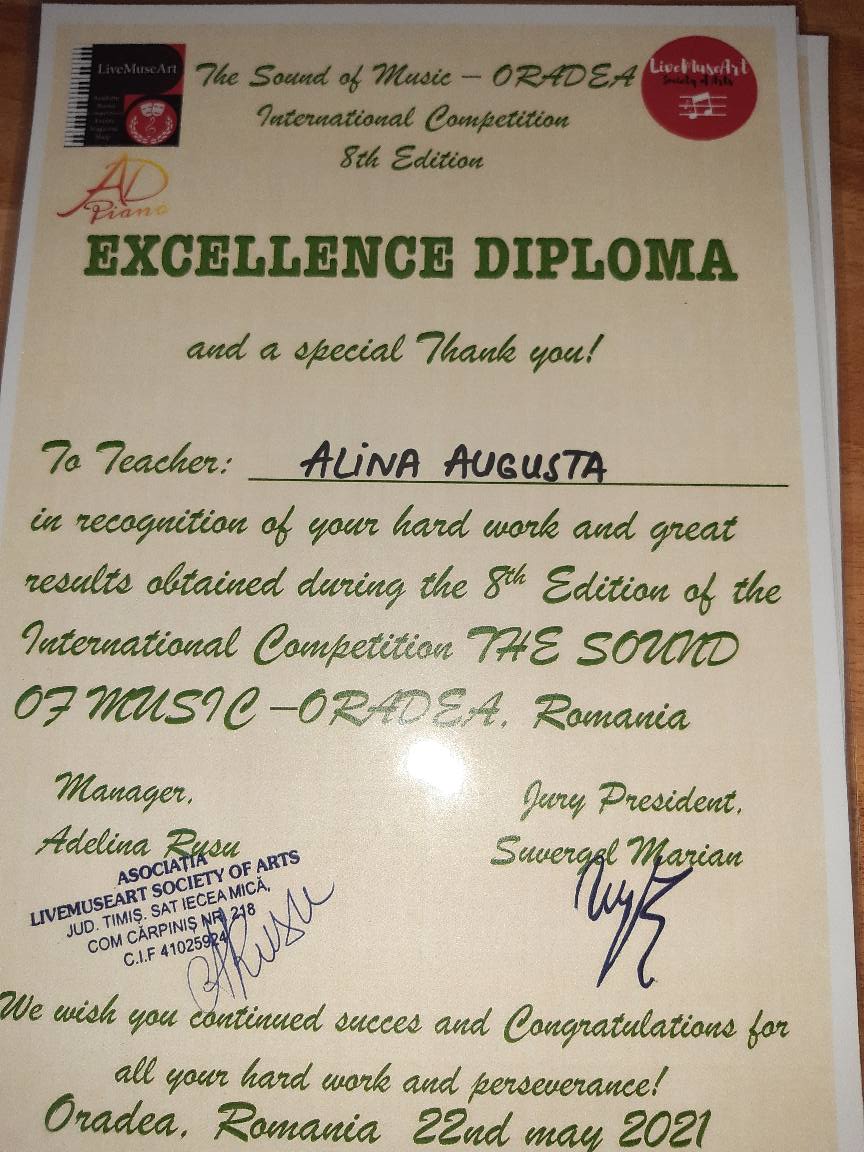 LiveMuseArt
The Sound of Music – ORADEA
International Competition
8th Edition
LiveMuseArt
Society of Arts
AD
Piano
EXCELLENCE DIPLOMA
and a special Thank you!
To Teacher: ALINA AUGUSTA
in recognition of your hard work and great
results obtained during the 8th Edition of the
International Competition THE SOUND
OF MUSIC –ORADEA, Romania
Manager,
Adelina Rusu
Jury President,
Suvergel Marian
ASOCIAȚIA
LIVEMUSEART SOCIETY OF ARTS
JUD. TIMIȘ. SAT IECEA MICĂ,
COM CĂRPINIȘ NR. 218
C.I.F 41025924
ARusu
We wish you continued succes and Congratulations for
all your hard work and perseverance!
Oradea, Romania 22nd may 2021